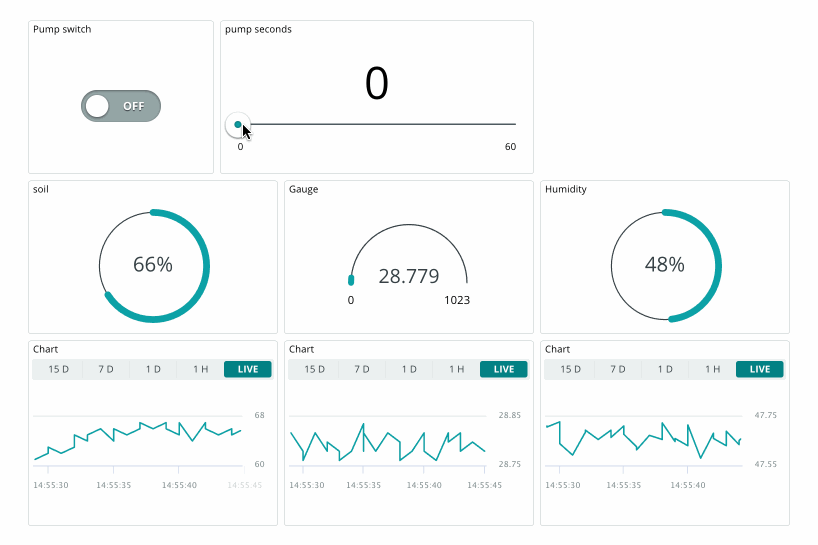 Pump switch
OFF
pump seconds
0
0 60
soil
66%
Gauge
28.779
0 1023
Humidity
48%
Chart
15 D 7 D 1 D 1 H LIVE
68
60
14:55:30 14:55:35 14:55:40 14:55:45
Chart
15 D 7 D 1 D 1 H LIVE
28.85
28.75
14:55:30 14:55:35 14:55:40 14:55:45
Chart
15 D 7 D 1 D 1 H LIVE
47.75
47.55
14:55:30 14:55:35 14:55:40